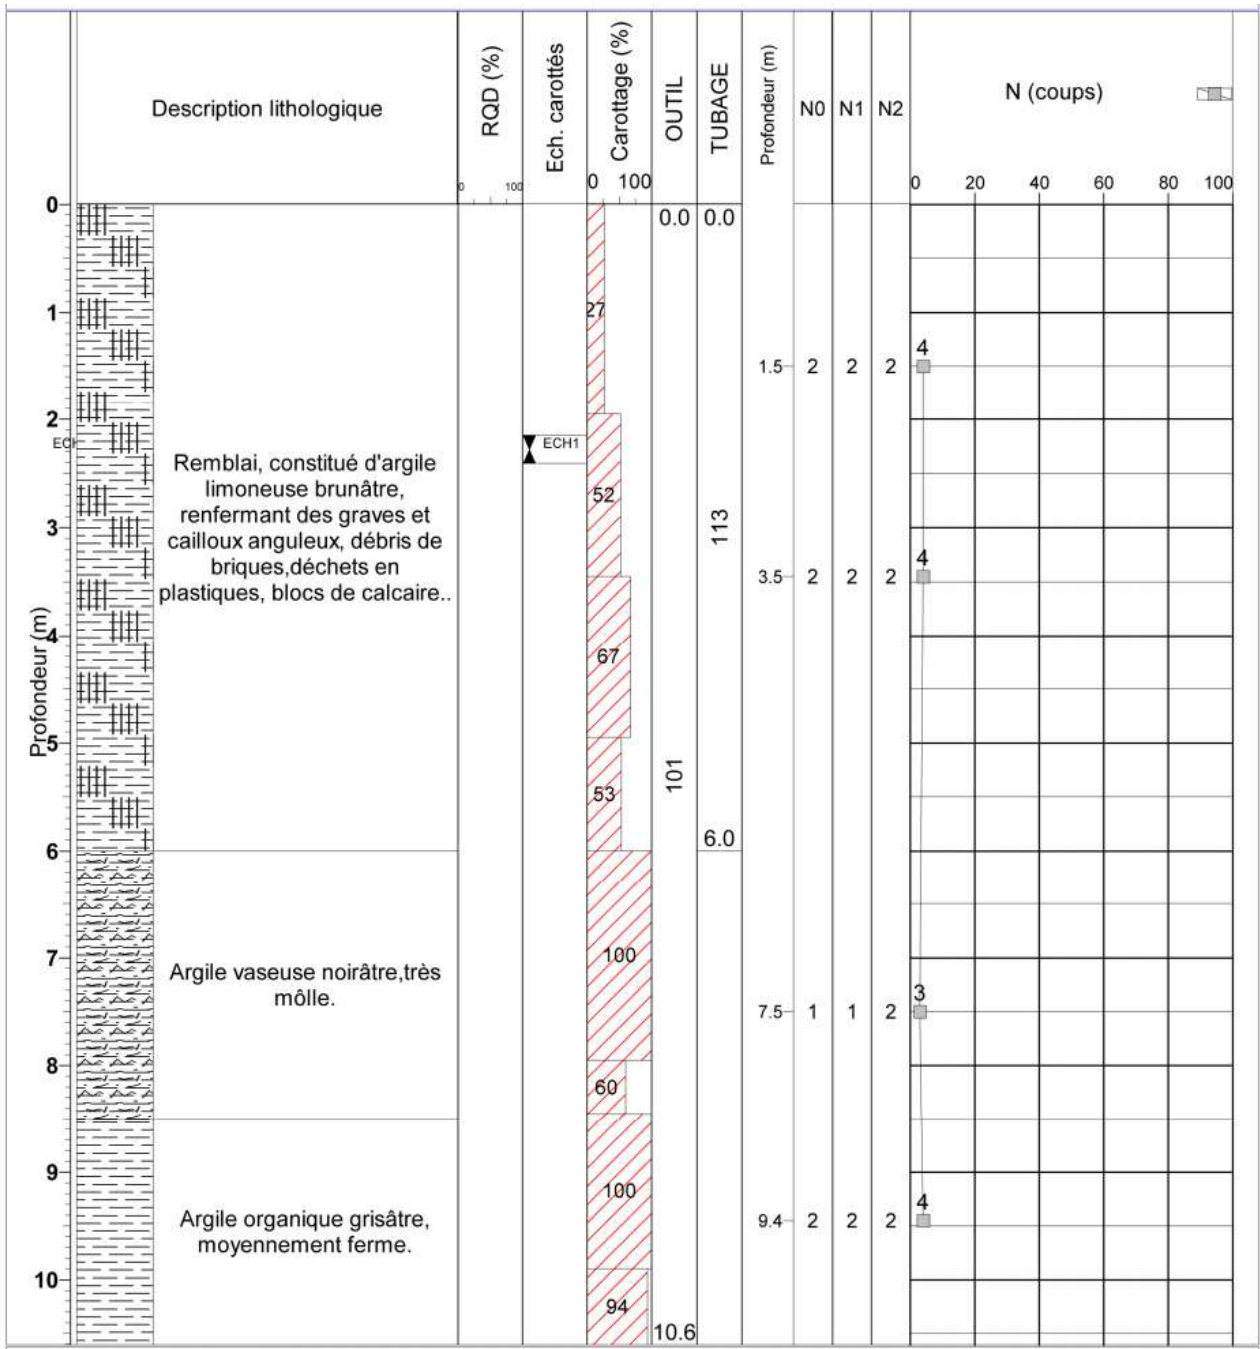 Description lithologique
RQD (%)
Ech. carottés
Carottage (%)
OUTIL
TUBAGE
Profondeur (m)
N0
N1
N2
N (coups)
0 100
0 100
0 20 40 60 80 100
Profondeur (m)
0
1
2
3
4
5
6
7
8
9
10
Remblai, constitué d'argile
limoneuse brunâtre,
renfermant des graves et
cailloux anguleux, débris de
briques,déchets en
plastiques, blocs de calcaire..
Argile vaseuse noirâtre,très
môlle.
Argile organique grisâtre,
moyennement ferme.
ECH1
27
52
67
53
100
60
100
94
0.0
101
10.6
0.0
113
6.0
1.5 2 2 2 4
3.5 2 2 2 4
7.5 1 1 2 3
9.4 2 2 2 4